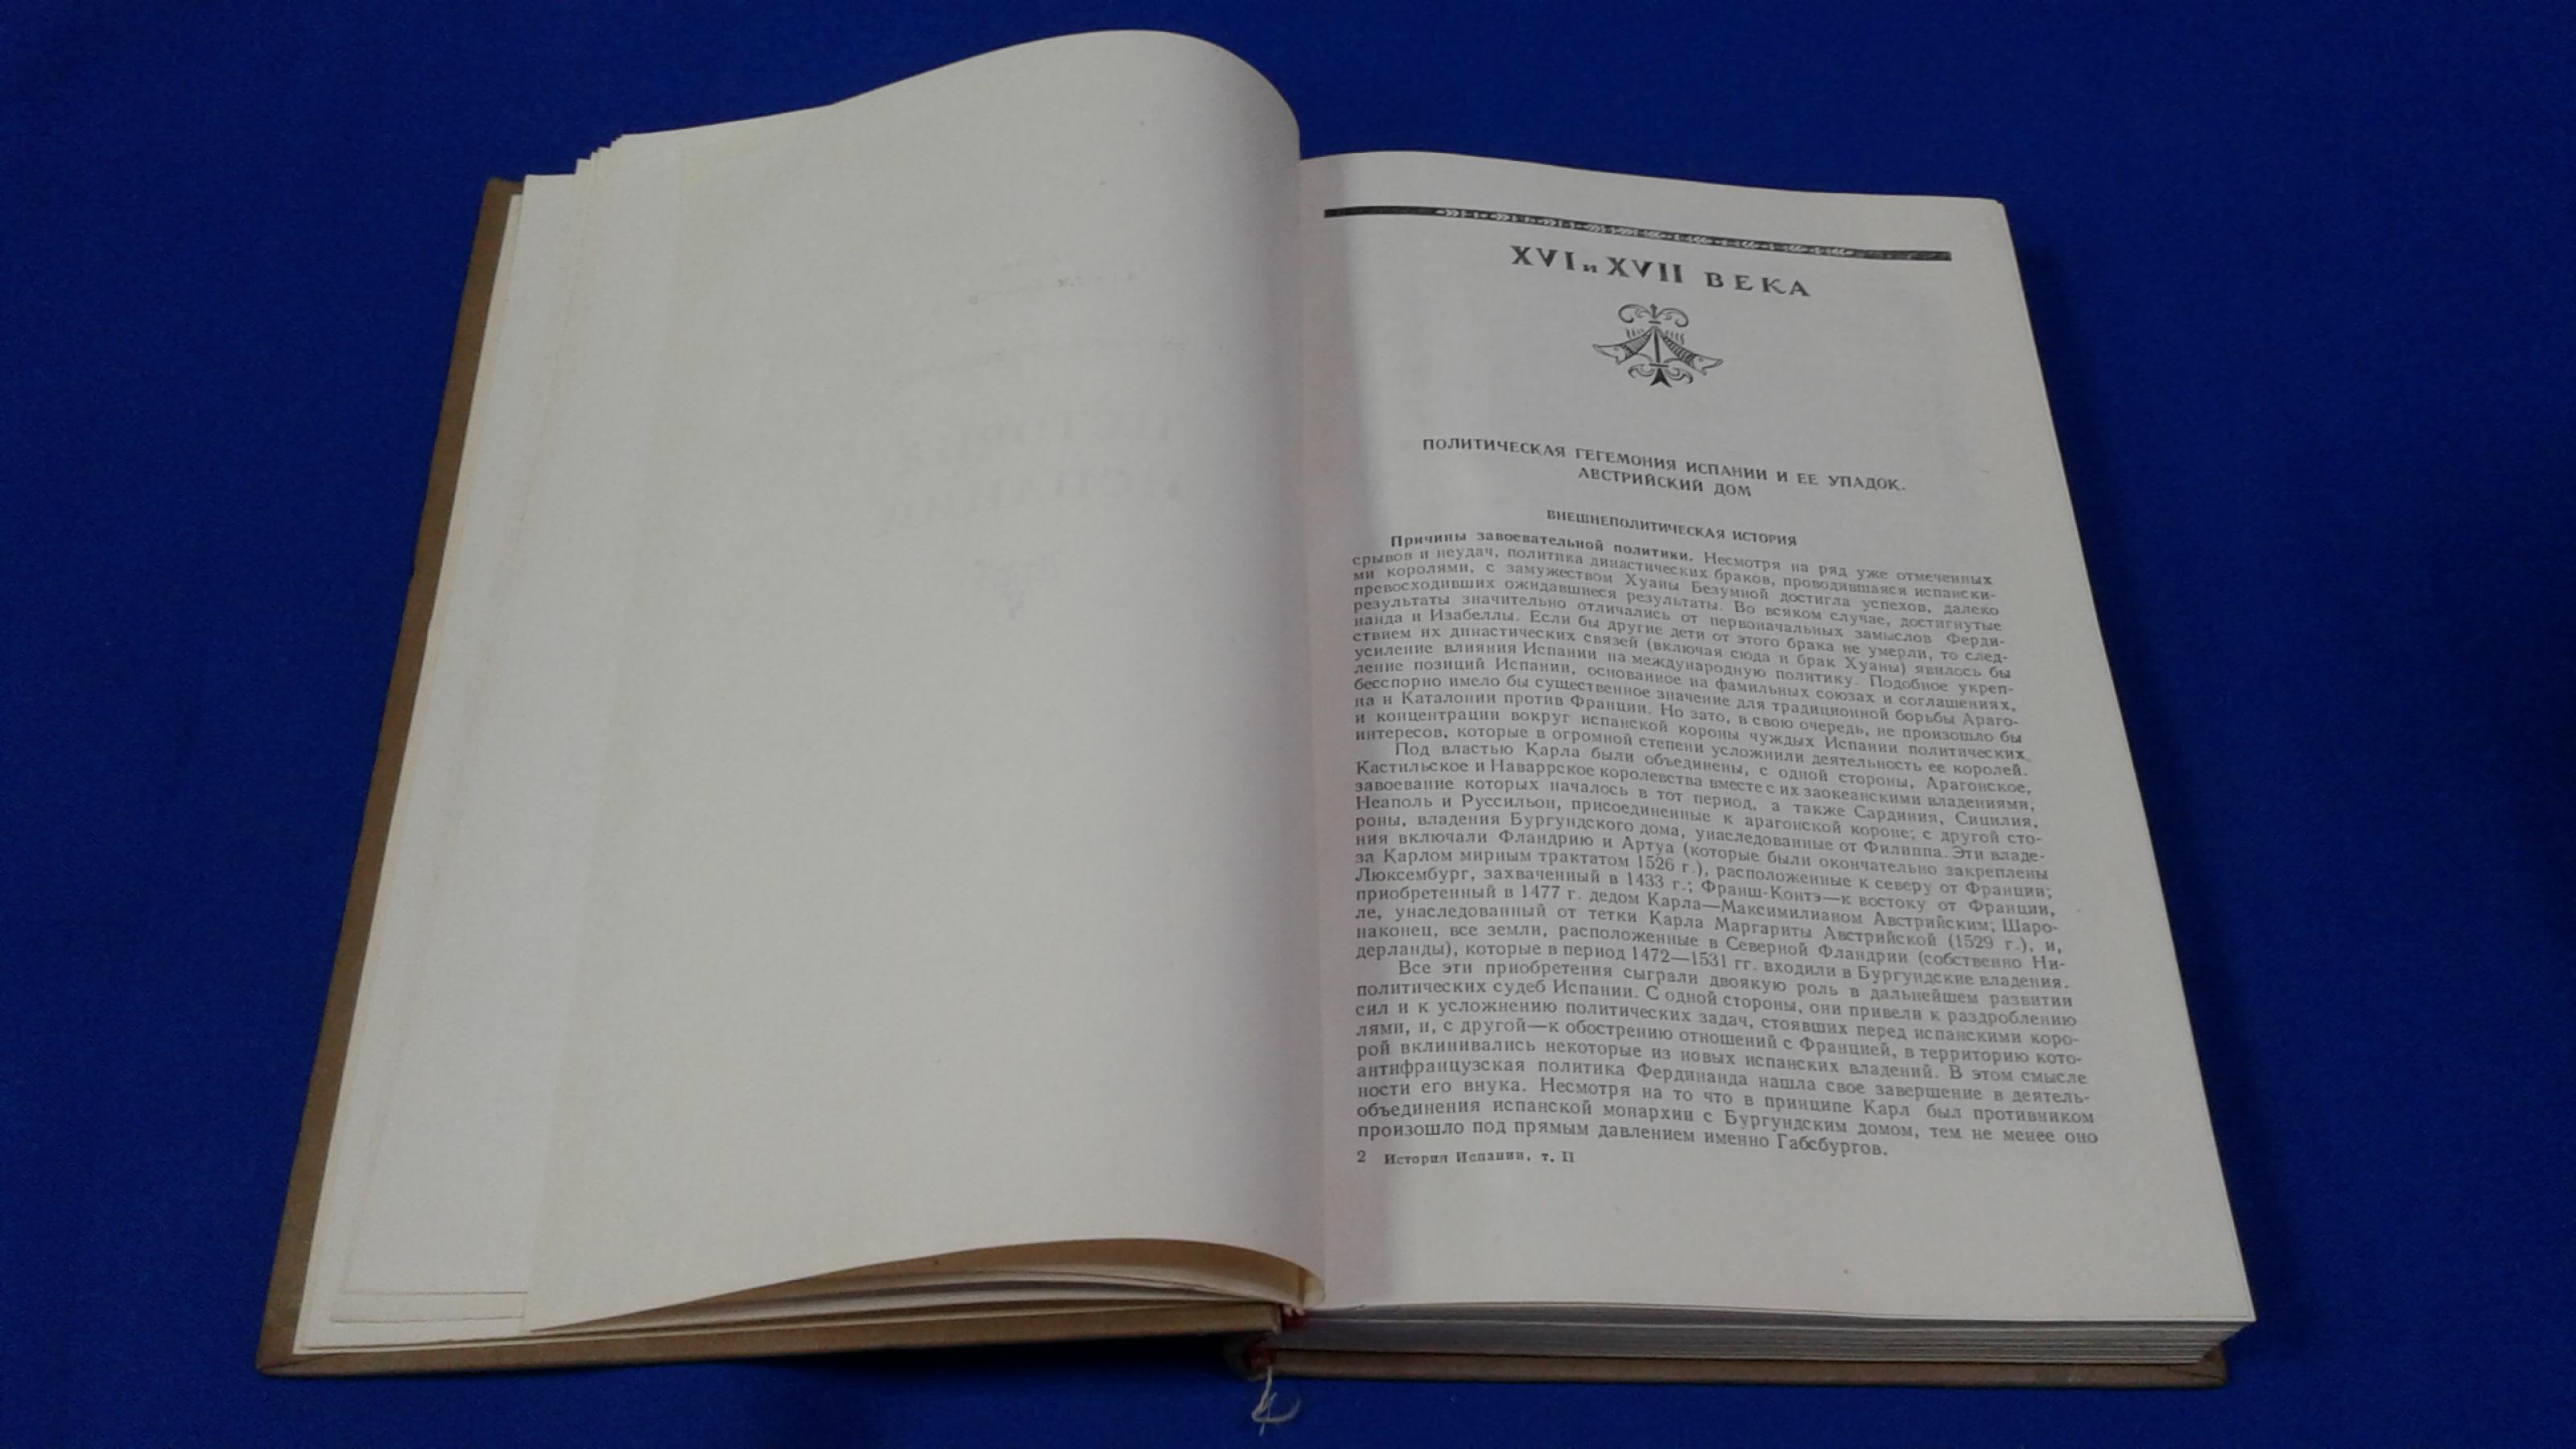 XVI и XVII ВЕКА
ПОЛИТИЧЕСКАЯ ГЕГЕМОНИЯ ИСПАНИИ И ЕЕ УПАДОК.
АВСТРИЙСКИЙ ДОМ
ВНЕШНЕПОЛИТИЧЕСКАЯ ИСТОРИЯ
Причины завоевательной политики. Несмотря на ряд уже отмеченных
срывов и неудач, политика династических браков, проводившаяся испански-
ми королями, с замужеством Хуаны Безумной достигла успехов, далеко
превосходивших ожидавшиеся результаты. Во всяком случае, достигнутые
результаты значительно отличались от первоначальных замыслов Ферди-
нанда и Изабеллы. Если бы другие дети от этого брака не умерли, то след-
ствием их династических связей (включая сюда и брак Хуаны) явилось бы
усиление влияния Испании на международную политику. Подобное укреп-
ление позиций Испании, основанное на фамильных союзах и соглашениях,
бесспорно имело бы существенное значение для традиционной борьбы Араго-
на и Каталонии против Франции. Но зато, в свою очередь, не произошло бы
и концентрации вокруг испанской короны чуждых Испании политических
интересов, которые в огромной степени усложнили деятельность ее королей.
Под властью Карла были объединены, с одной стороны, Арагонское,
Кастильское и Наваррское королевства вместе с их заокеанскими владениями,
завоевание которых началось в тот период, а также Сардиния, Сицилия,
Неаполь и Руссильон, присоединенные к арагонской короне; с другой сто-
роны, владения Бургундского дома, унаследованные от Филиппа. Эти владе-
ния включали Фландрию и Артуа (которые были окончательно закреплены
за Карлом мирным трактатом 1526 г.), расположенные к северу от Франции;
Люксембург, захваченный в 1433 г.; Франш-Контэ—к востоку от Франции,
приобретенный в 1477 г. дедом Карла—Максимилианом Австрийским; Шаро-
ле, унаследованный от тетки Карла Маргариты Австрийской (1529 г.), и,
наконец, все земли, расположенные в Северной Фландрии (собственно Ни-
дерланды), которые в период 1472—1531 гг. входили в Бургундские владения.
Все эти приобретения сыграли двоякую роль в дальнейшем развитии
политических судеб Испании. С одной стороны, они привели к раздроблению
сил и к усложнению политических задач, стоявших перед испанскими коро-
лями, и, с другой—к обострению отношений с Францией, в территорию кото-
рой вклинивались некоторые из новых испанских владений. В этом смысле
антифранцузская политика Фердинанда нашла свое завершение в деятель-
ности его внука. Несмотря на то что в принципе Карл был противником
объединения испанской монархии с Бургундским домом, тем не менее оно
произошло под прямым давлением именно Габсбургов.
2 История Испании, т. II